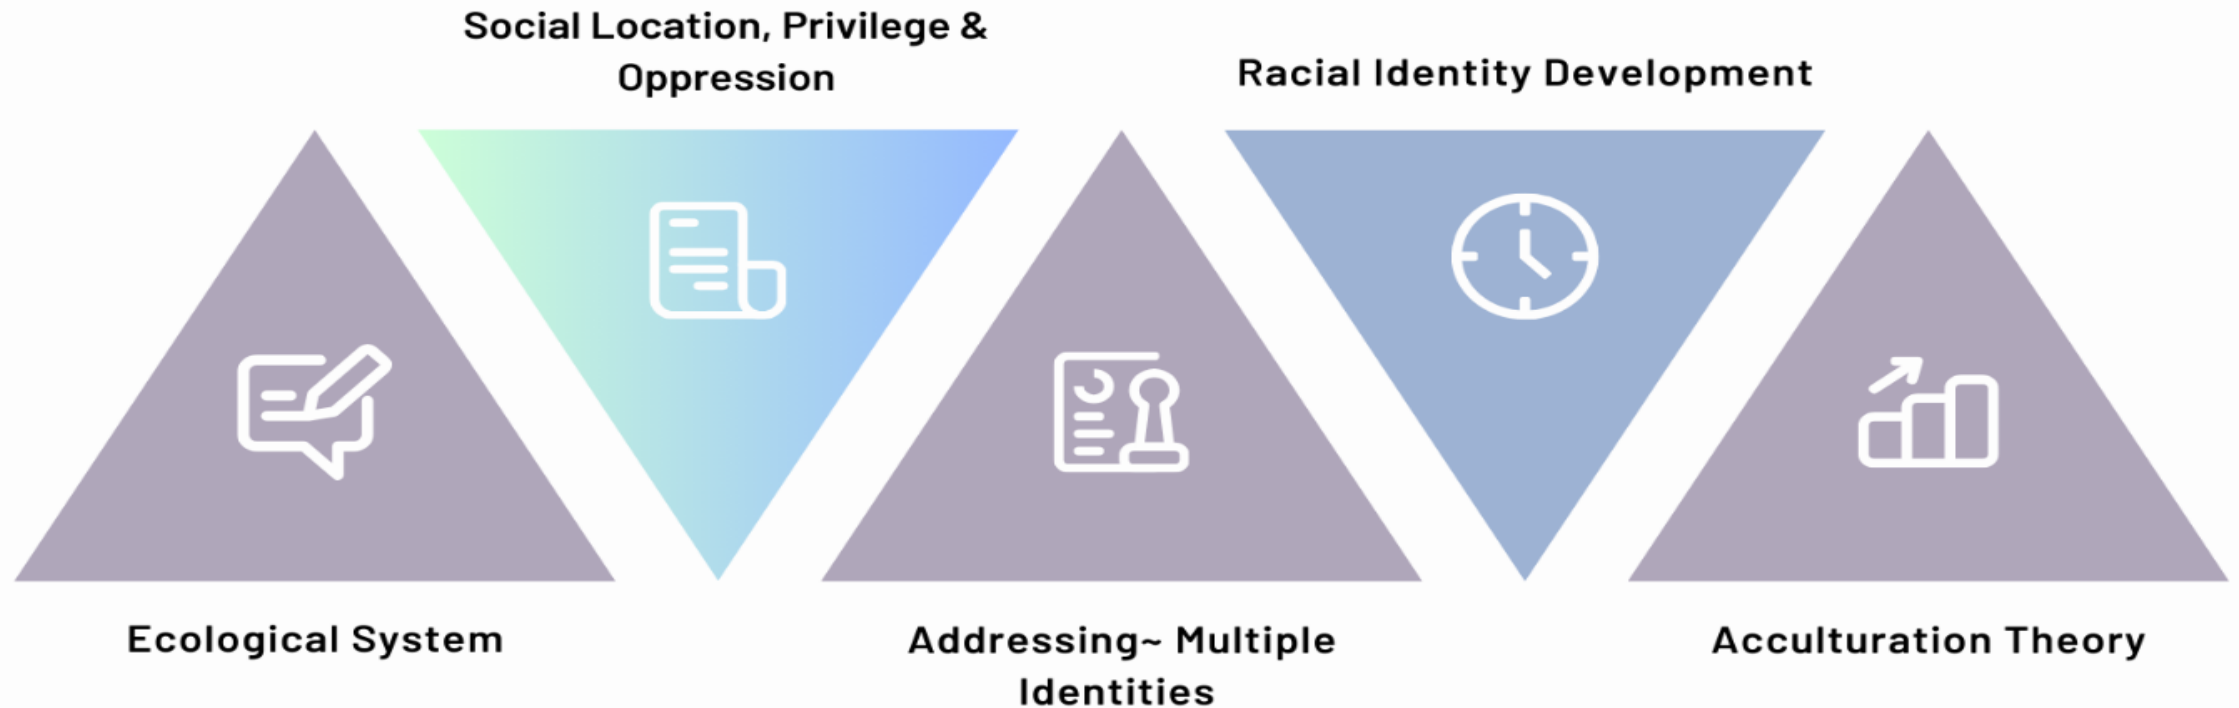 Social Location, Privilege &
Oppression
Racial Identity Development
Ecological System
Addressing~ Multiple
Identities
Acculturation Theory